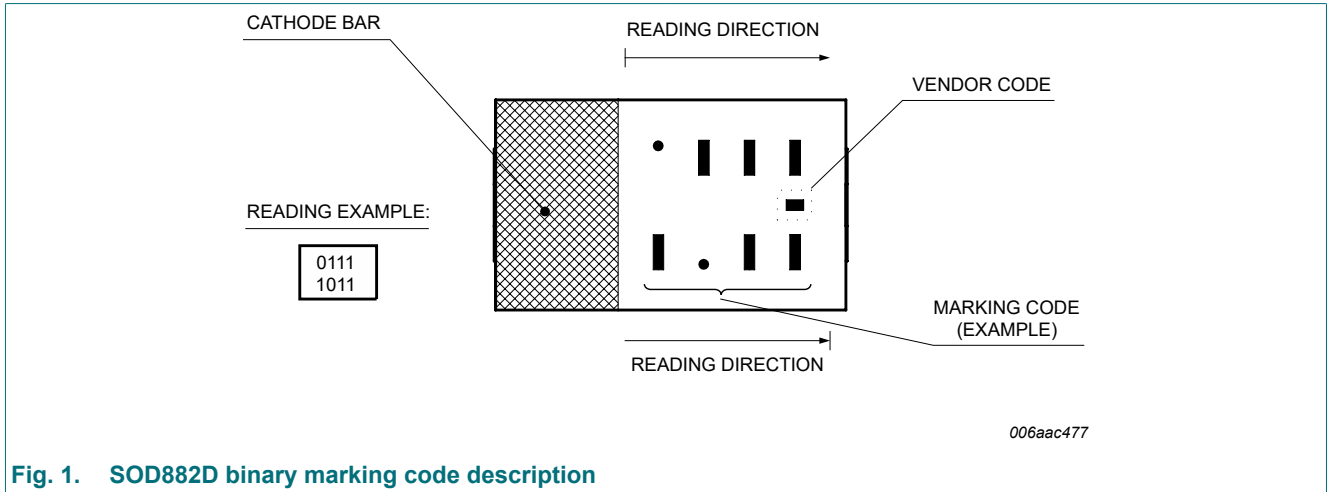 CATHODE BAR
READING DIRECTION
VENDOR CODE
READING EXAMPLE:
0111
1011
MARKING CODE
(EXAMPLE)
READING DIRECTION
006aac477
Fig. 1. SOD882D binary marking code description